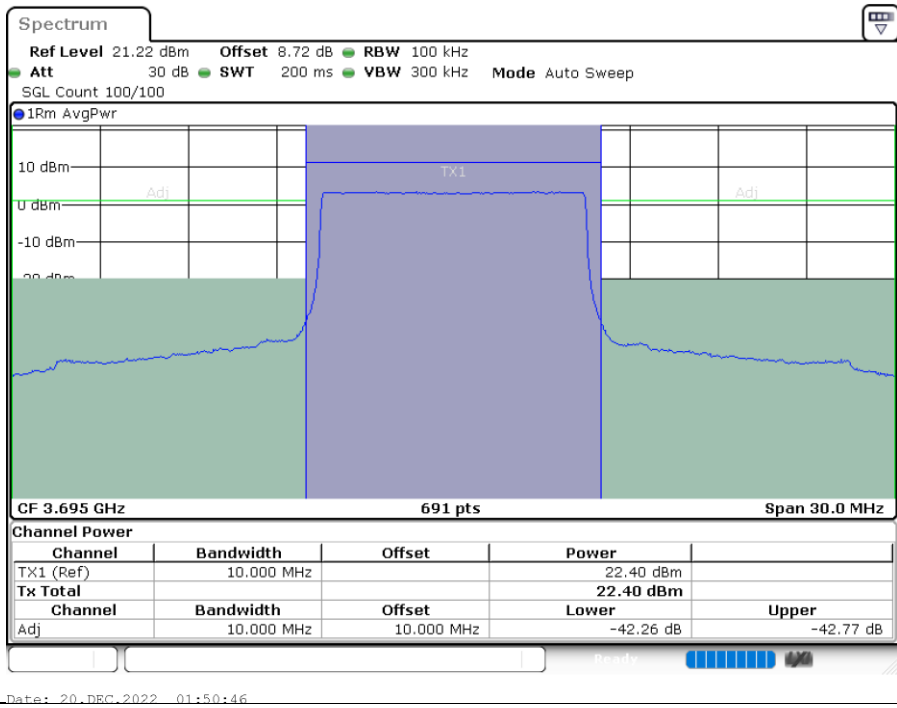 Spectrum
Ref Level 21.22 dBm Offset 8.72 dB RBW 100 kHz
Att 30 dB SWT 200 ms VBW 300 kHz Mode Auto Sweep
SGL Count 100/100
1Rm AvgPwr
10 dBm
TX1
Adj Adj
0 dBm
-10 dBm
-20 dBm
CF 3.695 GHz 691 pts Span 30.0 MHz
Channel Power
Channel Bandwidth Offset Power
TX1 (Ref) 10.000 MHz 22.40 dBm
Tx Total 22.40 dBm
Channel Bandwidth Offset Lower Upper
Adj 10.000 MHz 10.000 MHz -42.26 dB -42.77 dB
Ready
Date: 20.DEC.2022 01:50:46